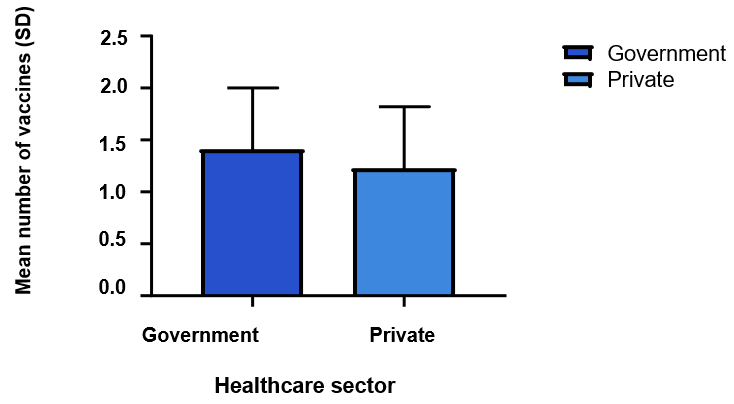 Mean number of vaccines (SD)
2.5
2.0
1.5
1.0
0.5
0.0
Government
Private
Healthcare sector
Government
Private